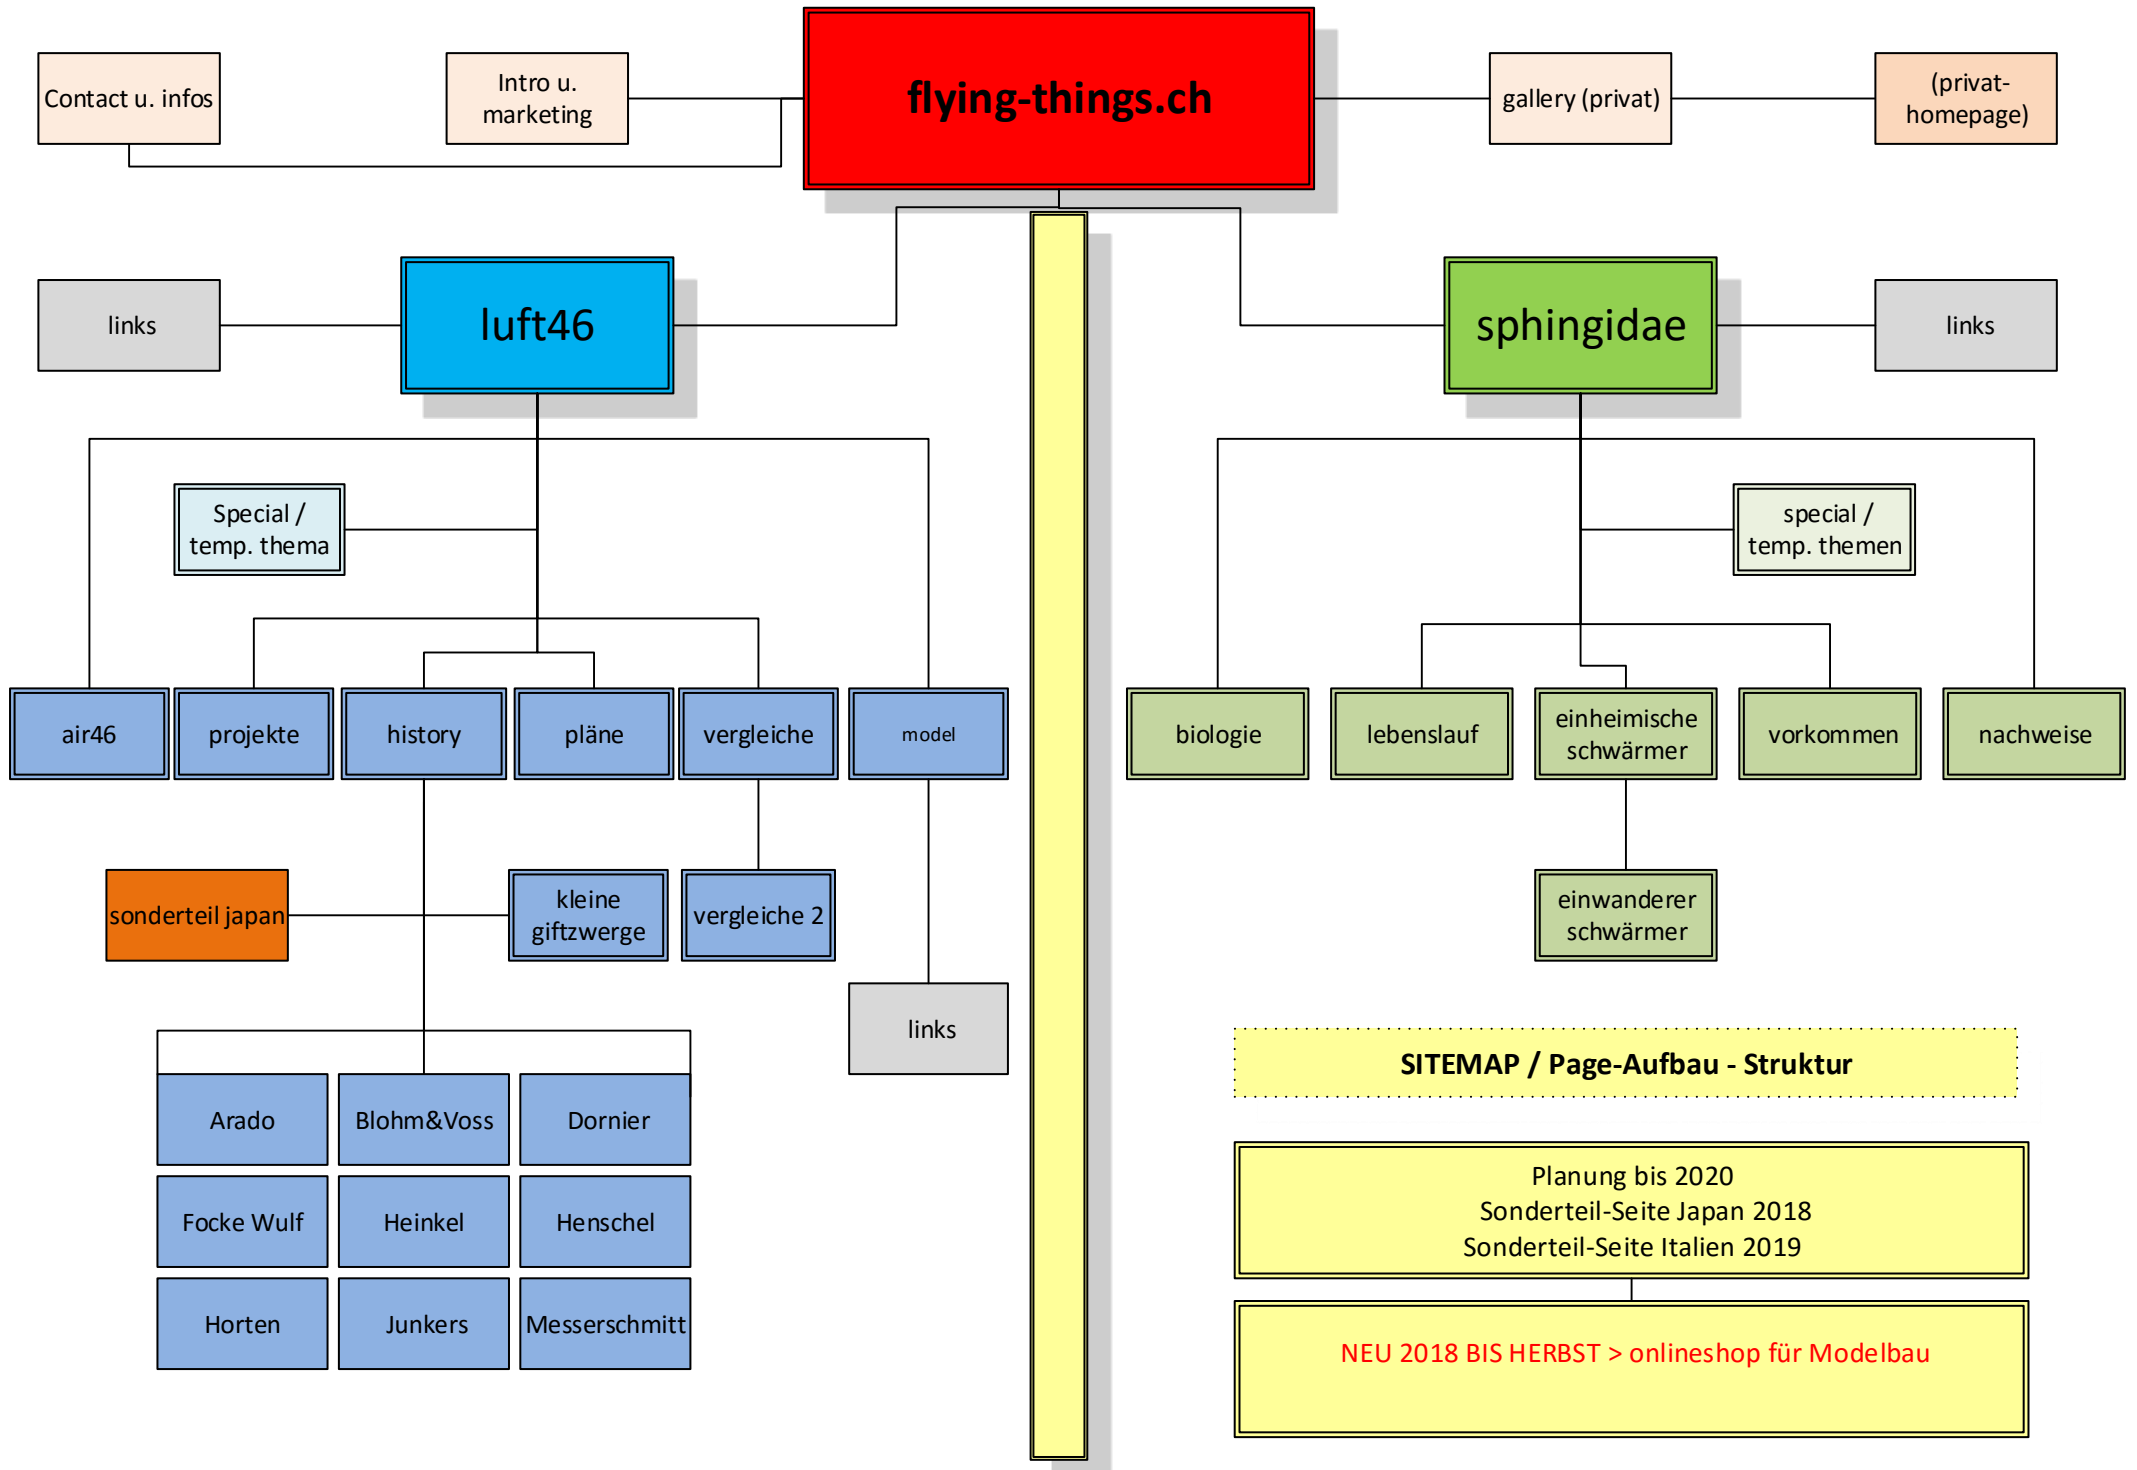 flying-things.ch
Contact u. infos
Intro u.
marketing
gallery (privat)
(privat-
homepage)
links
luft46
sphingidae
links
Special /
temp. thema
special /
temp. themen
air46
projekte
history
pläne
vergleiche
model
biologie
lebenslauf
einheimische
schwärmer
vorkommen
nachweise
sonderteil japan
kleine
giftzwerge
vergleiche 2
einwanderer
schwärmer
links
Arado
Blohm&Voss
Dornier
Focke Wulf
Heinkel
Henschel
Horten
Junkers
Messerschmitt
SITEMAP / Page-Aufbau - Struktur
Planung bis 2020
Sonderteil-Seite Japan 2018
Sonderteil-Seite Italien 2019
NEU 2018 BIS HERBST > onlineshop für Modelbau